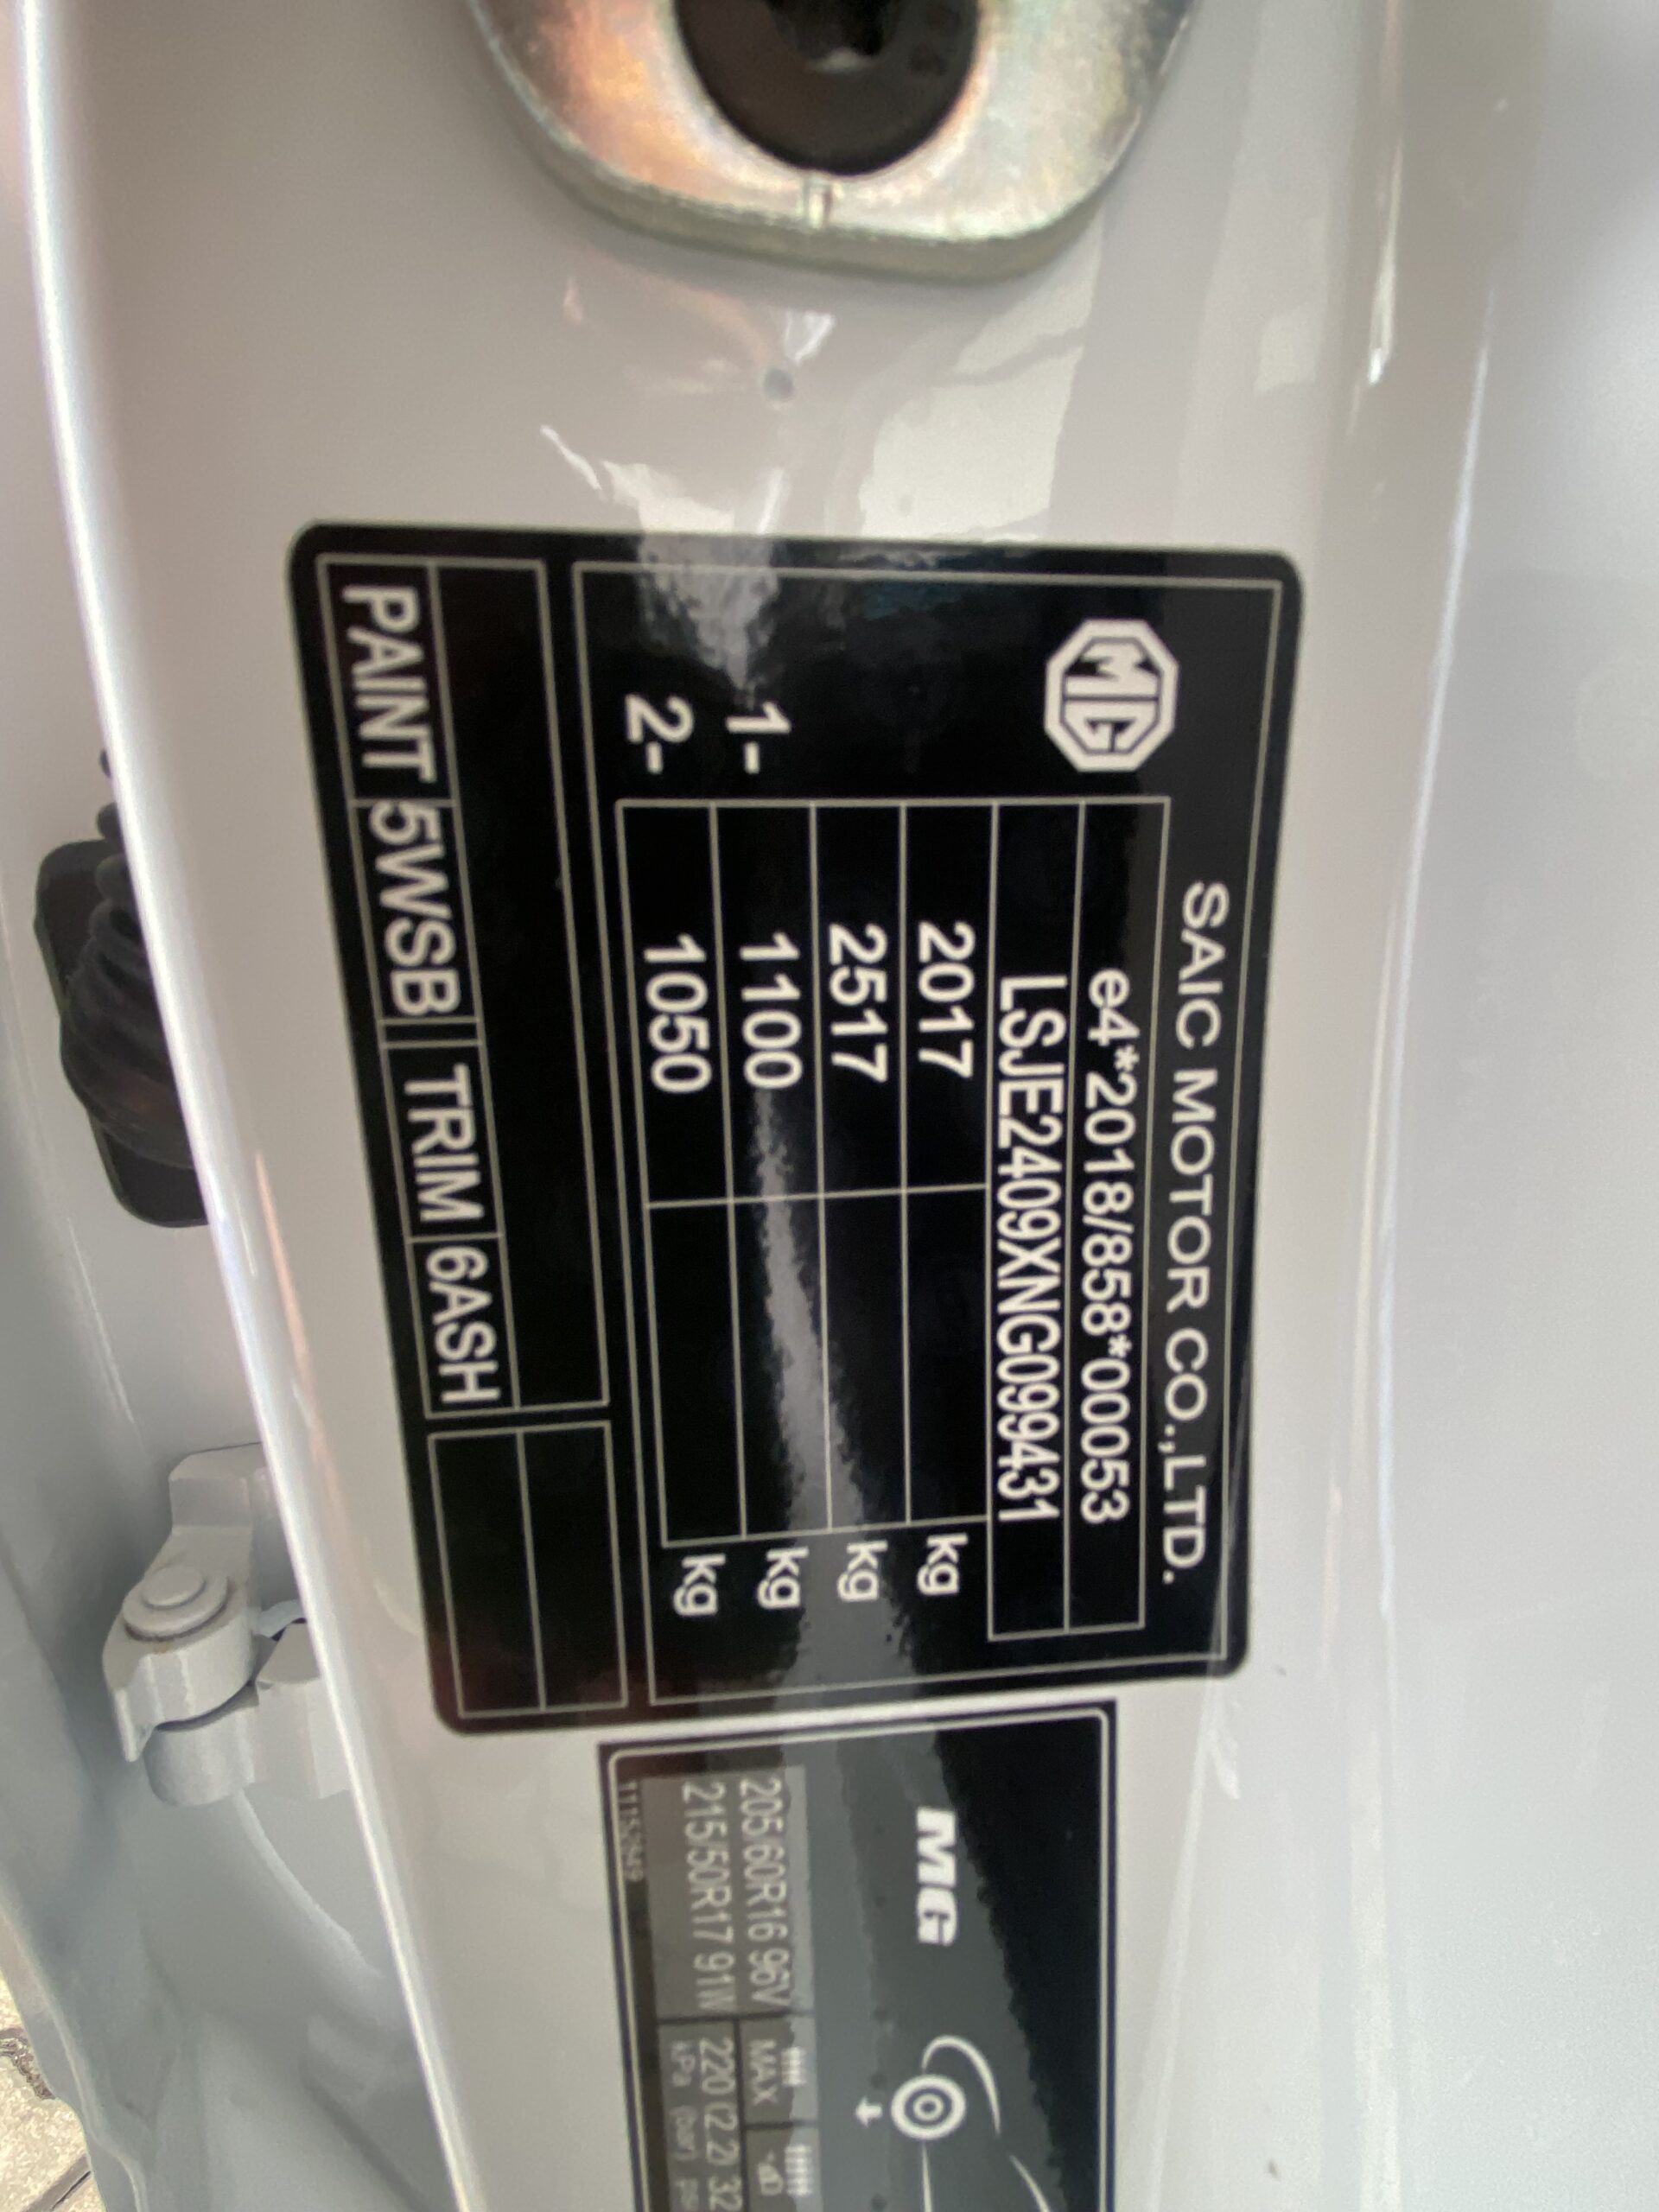 MG
SAIC MOTOR CO.,LTD.
e4*2018/858*00053
LSJE2409XNG099431
2017 kg
2517 kg
1- 1100 kg
2- 1050 kg
PAINT 5WSB TRIM 6ASH
MG
MAX
205/60R16 96V
215/50R17 91W
220 (2.2) 32
kPa (bar)